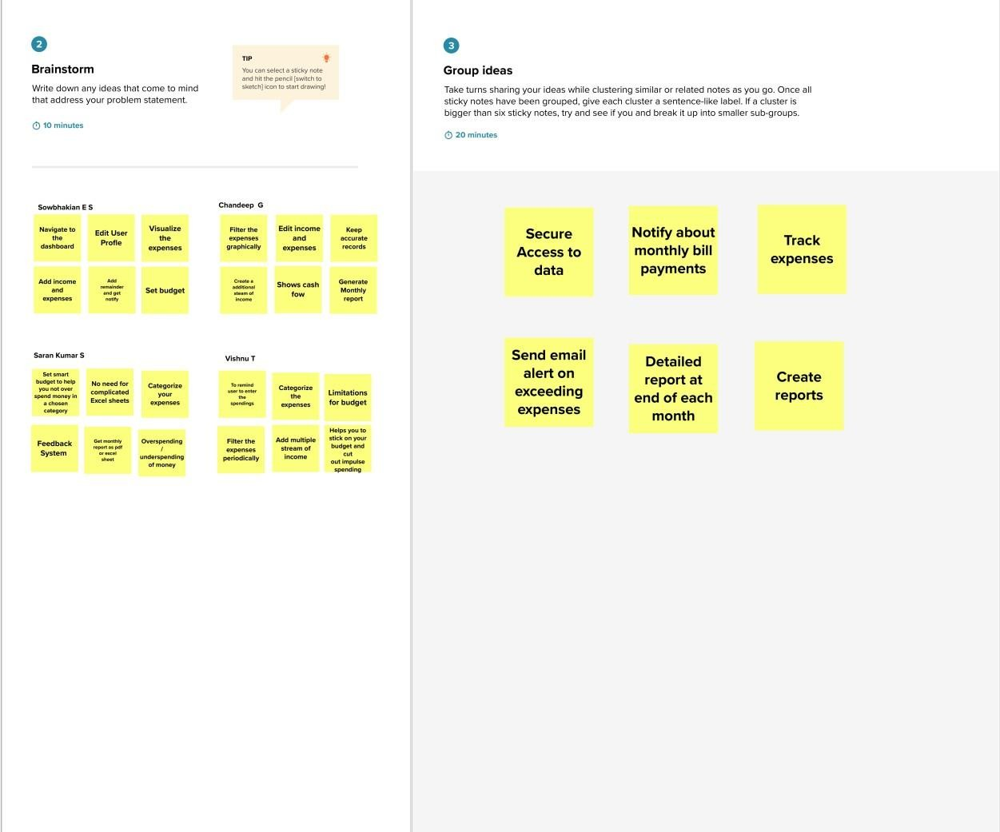 2
Brainstorm
Write down any ideas that come to mind
that address your problem statement.
10 minutes
TIP
You can select a sticky note
and hit the pencil [switch to
sketch] icon to start drawing!
Sowbhakian E S
Navigate to
the
dashboard
Edit User
Profle
Visualize
the
expenses
Add income
and
expenses
Add
remainder
and get
notify
Set budget
Chandeep  G
Filter the
expenses
graphically
Edit income
and
expenses
Keep
accurate
records
Create a
additional
steam of
income
Shows cash
fow
Generate
Monthly
report
Saran Kumar S
Set smart
budget to help
you not over
spend money in
a chosen
category
No need for
complicated
Excel sheets
Categorize
your
expenses
Feedback
System
Get monthly
report as pdf
or excel
sheet
Overspending
/
underspending
of money
Vishnu T
To remind
user to enter
the
spendings
Categorize
the
expenses
Limitations
for budget
Filter the
expenses
periodically
Add multiple
stream of
income
Helps you to
stick on your
budget and
cut
out impulse
spending
3
Group ideas
Take turns sharing your ideas while clustering similar or related notes as you go. Once all
sticky notes have been grouped, give each cluster a sentence-like label. If a cluster is
bigger than six sticky notes, try and see if you and break it up into smaller sub-groups.
20 minutes
Secure
Access to
data
Notify about
monthly bill
payments
Track
expenses
Send email
alert on
exceeding
expenses
Detailed
report at
end of each
month
Create
reports